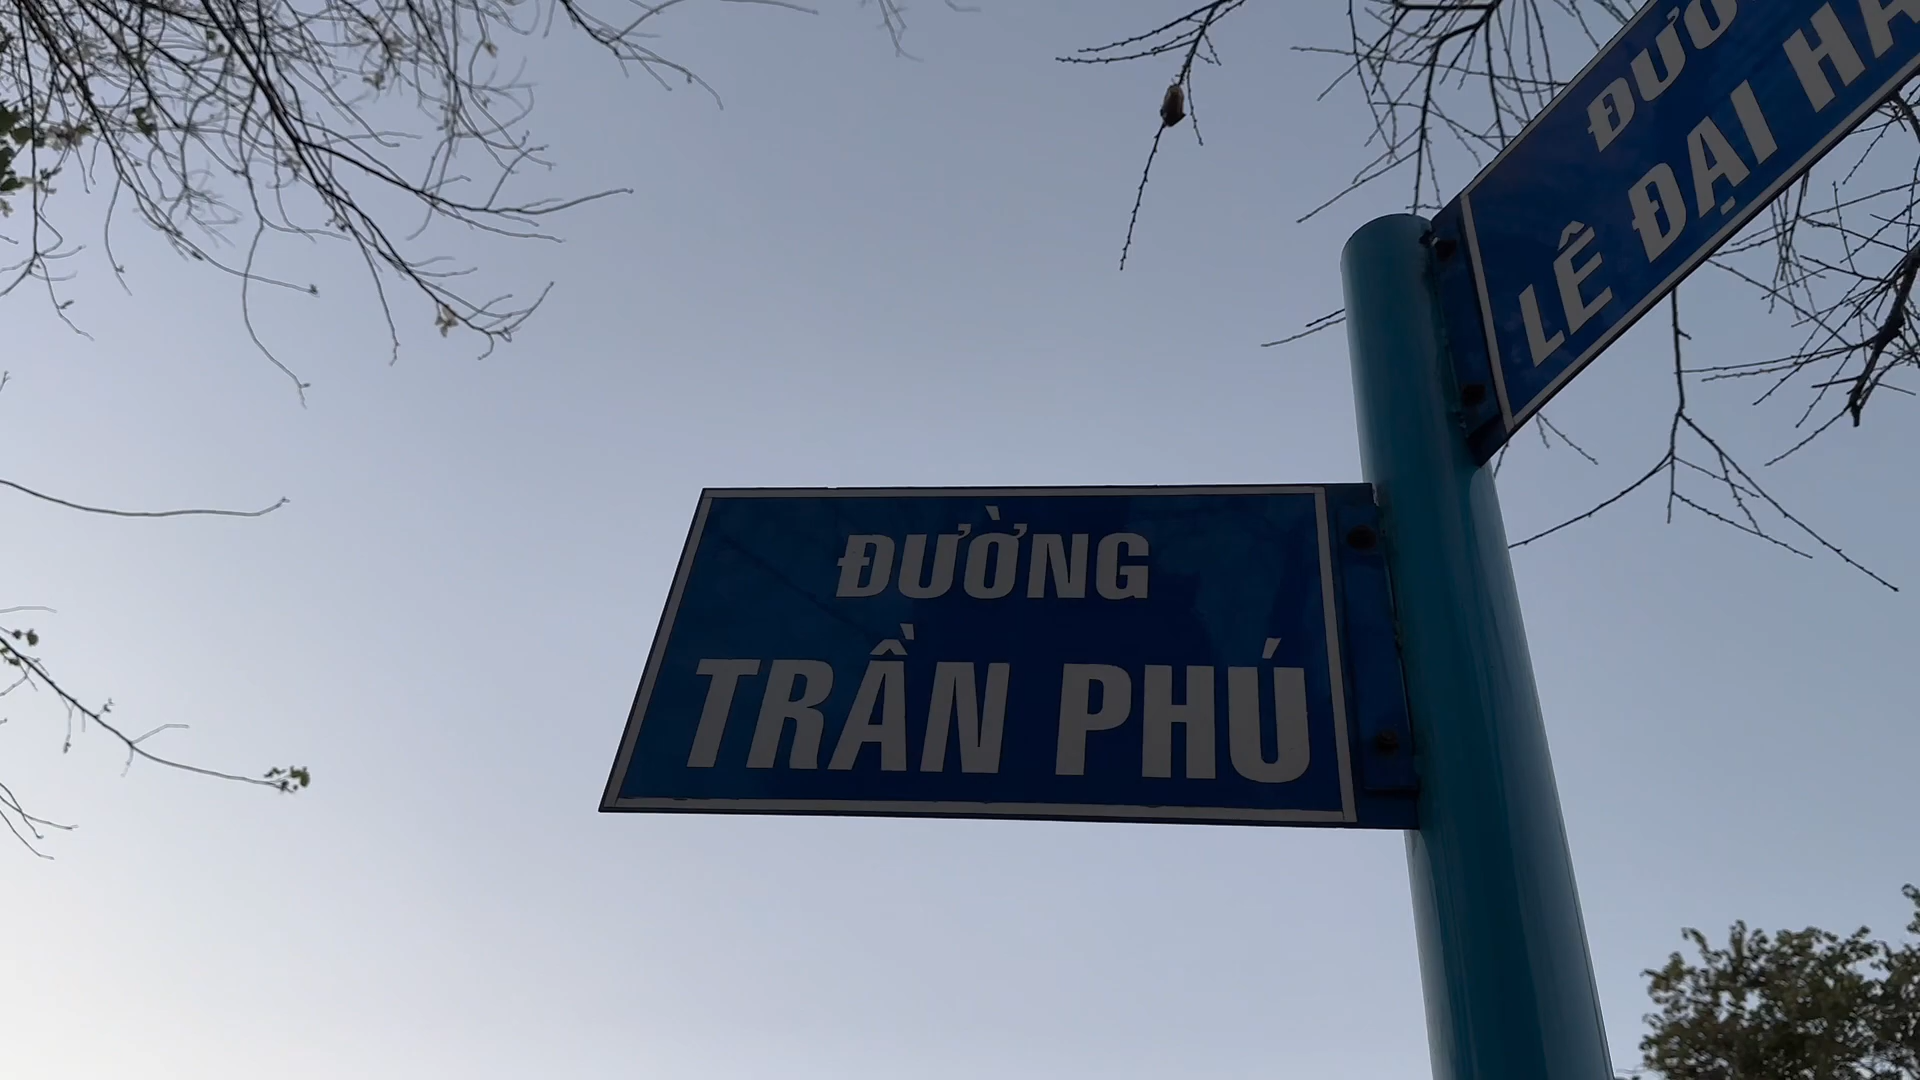 ĐƯỜNG
TRẦN PHÚ
LÊ ĐẠI